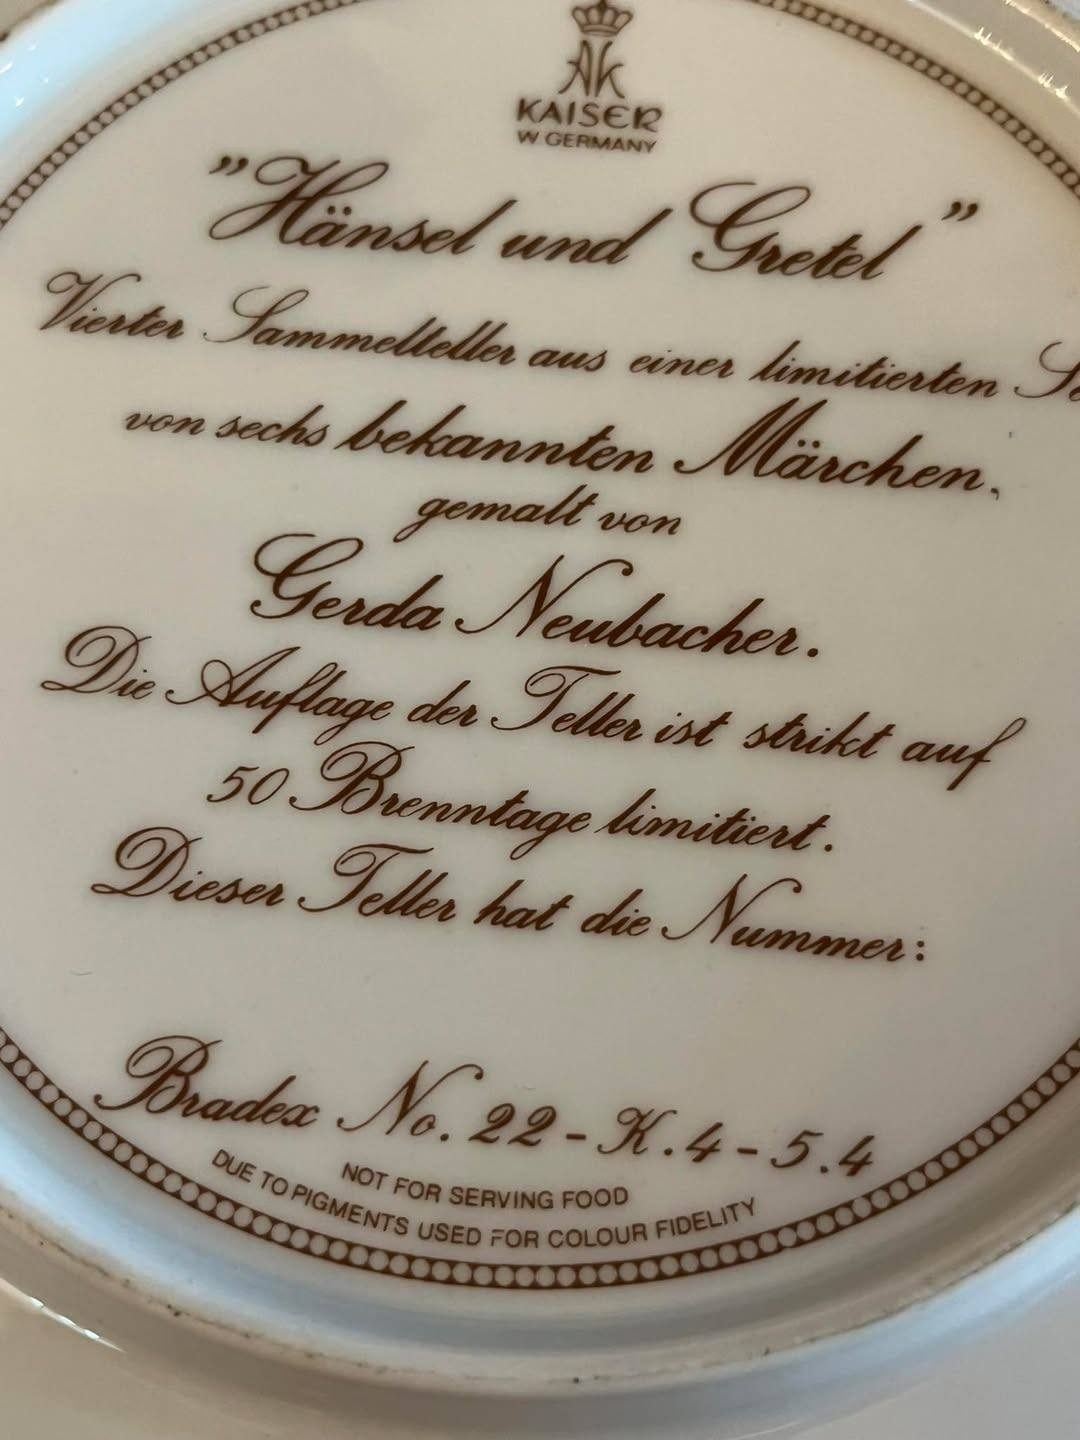 AK
KAISER
W. GERMANY
"Hänsel und Gretel"
Vierter Sammelteller aus einer limitierten
von sechs bekannten Märchen,
gemalt von
Gerda Neubacher.
Die Auflage der Teller ist strikt auf
50 Brenntage limitiert.
Dieser Teller hat die Nummer:
Bradex No. 22-K.4-5.4
NOT FOR SERVING FOOD
DUE TO PIGMENTS USED FOR COLOUR FIDELITY